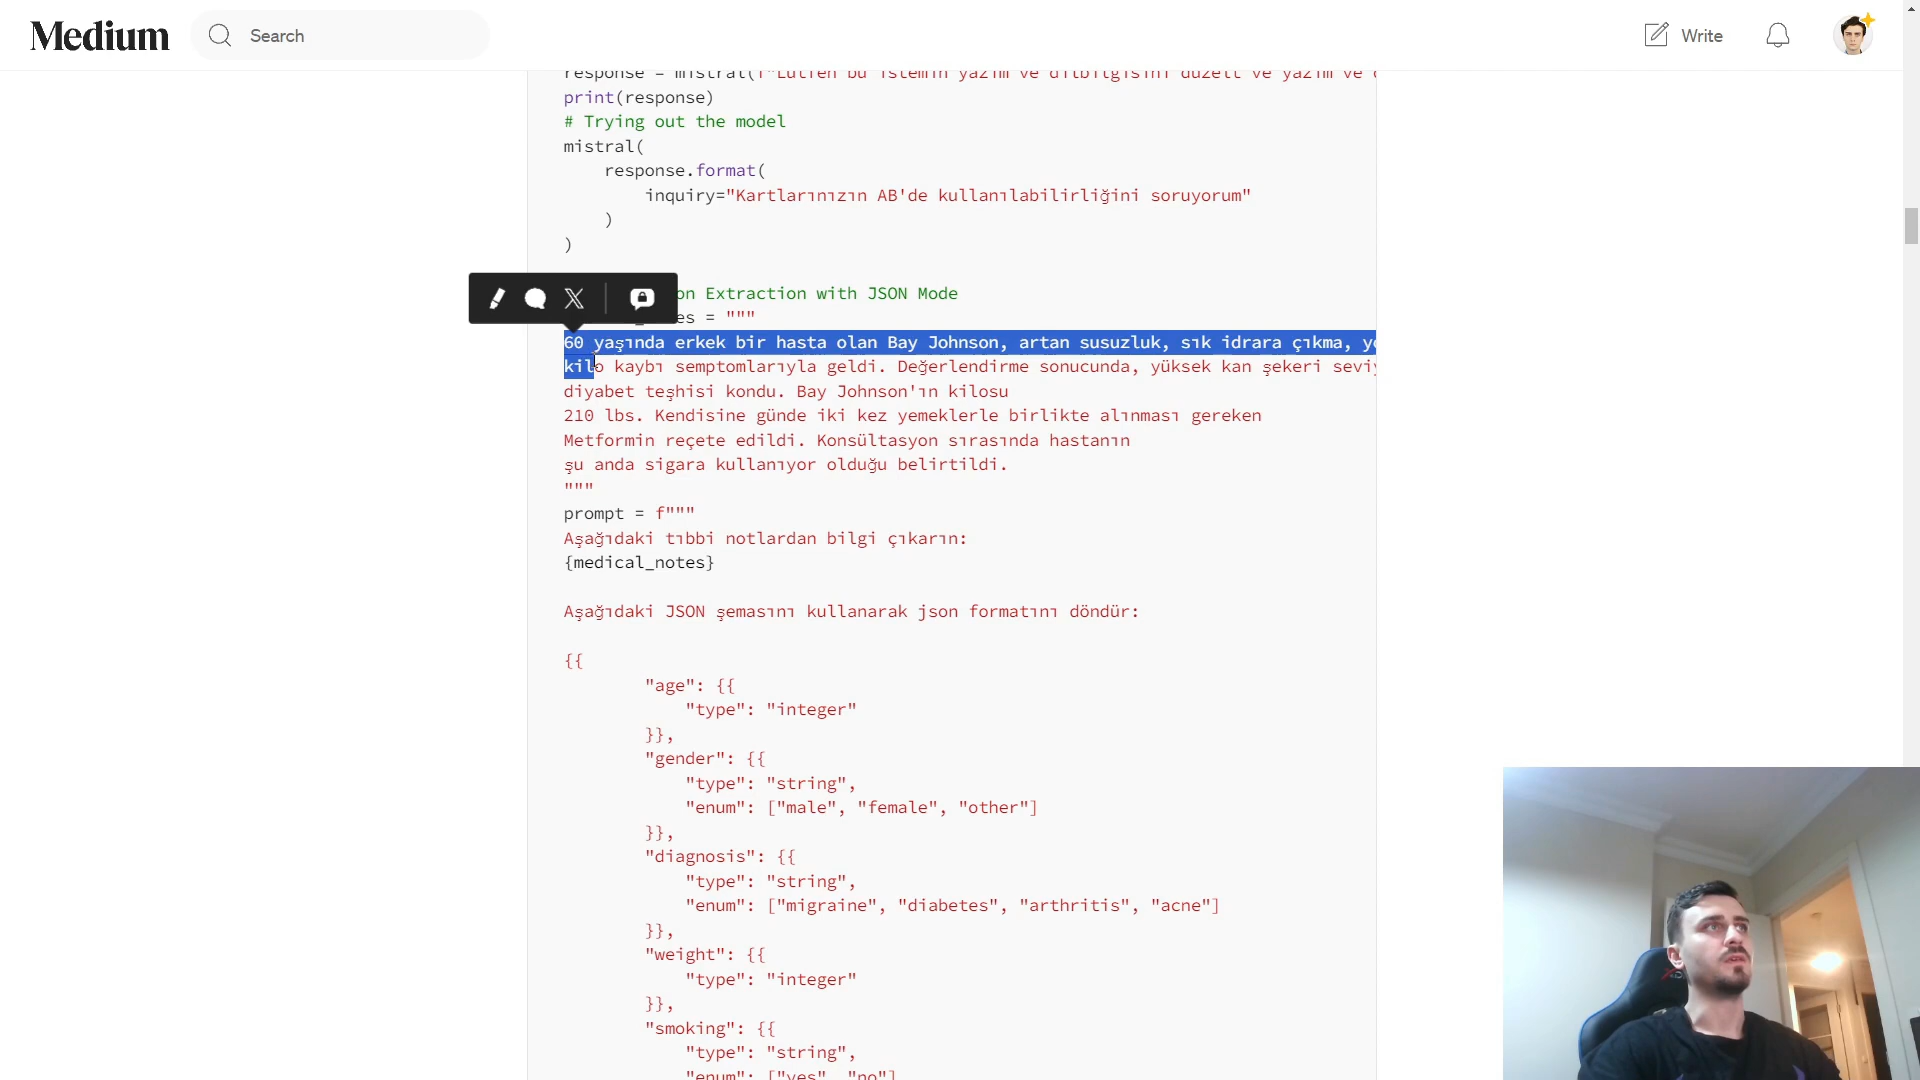 Medium
Search
Write
print(response)
# Trying out the model
mistral(
response.format(
inquiry="Kartlarınızın AB'de kullanılabilirliğini soruyorum"
)
)
on Extraction with JSON Mode
es = """
60 yaşında erkek bir hasta olan Bay Johnson, artan susuzluk, sık idrara çıkma,
kilo kaybı semptomlarıyla geldi. Değerlendirme sonucunda, yüksek kan şekeri
diyabet teşhisi kondu. Bay Johnson'ın kilosu
210 lbs. Kendisine günde iki kez yemeklerle birlikte alınması gereken
Metformin reçete edildi. Konsültasyon sırasında hastanın
şu anda sigara kullanıyor olduğu belirtildi.
"""
prompt = f"""
Aşağıdaki tıbbi notlardan bilgi çıkarın:
{medical_notes}
Aşağıdaki JSON şemasını kullanarak json formatını döndür:
{{
"age": {{
"type": "integer"
}},
"gender": {{
"type": "string",
"enum": ["male", "female", "other"]
}},
"diagnosis": {{
"type": "string",
"enum": ["migraine", "diabetes", "arthritis", "acne"]
}},
"weight": {{
"type": "integer"
}},
"smoking": {{
"type": "string",
"enum": ["yes", "no"]